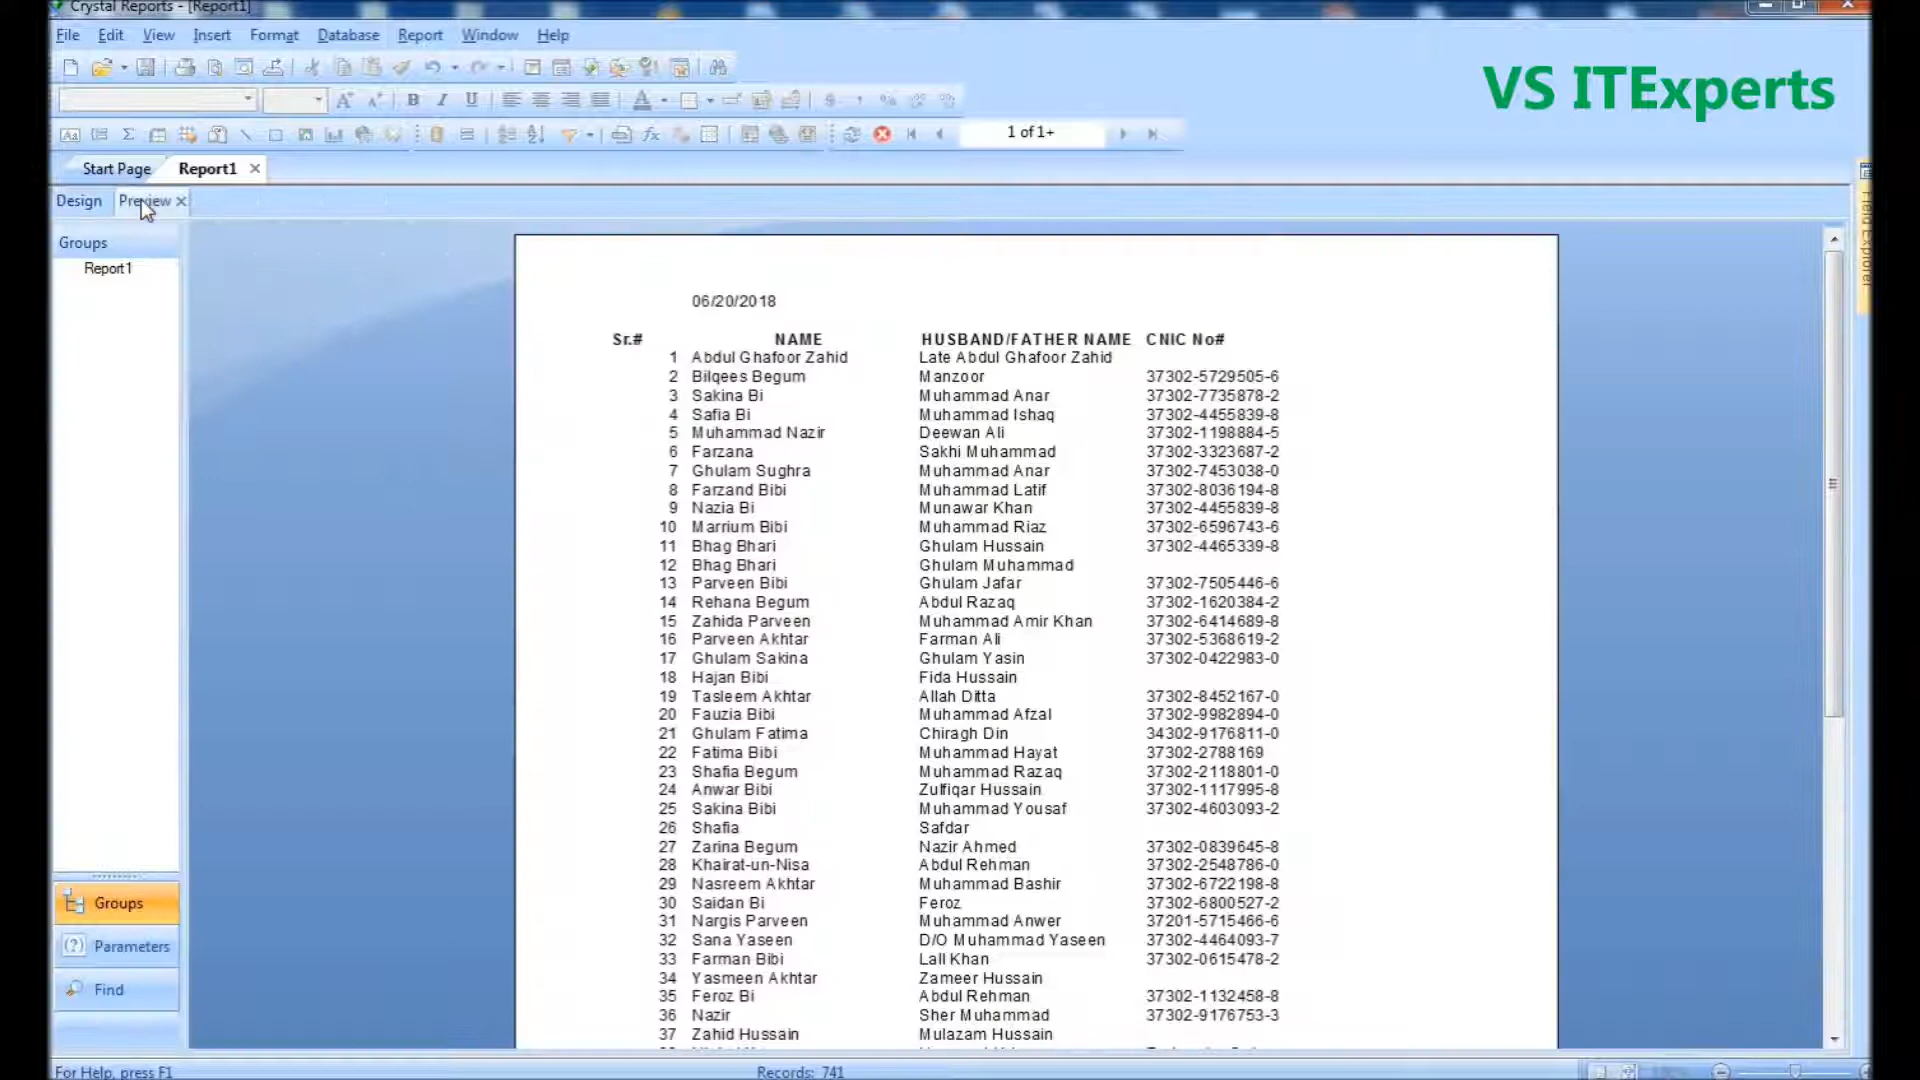 Crystal Reports - [Report1]
File Edit View Insert Format Database Report Window Help
VS ITExperts
1 of 1+
Start Page Report1
Design Preview
Groups
Report1
06/20/2018
Sr.# NAME HUSBAND/FATHER NAME CNIC No#
1 Abdul Ghafoor Zahid Late Abdul Ghafoor Zahid
2 Bilqees Begum Manzoor 37302-5729505-6
3 Sakina Bi Muhammad Anar 37302-7735878-2
4 Safia Bi Muhammad Ishaq 37302-4455839-8
5 Muhammad Nazir Deewan Ali 37302-1198884-5
6 Farzana Sakhi Muhammad 37302-3323687-2
7 Ghulam Sughra Muhammad Anar 37302-7453038-0
8 Farzand Bibi Muhammad Latif 37302-8036194-8
9 Nazia Bi Munawar Khan 37302-4455839-8
10 Marrium Bibi Muhammad Riaz 37302-6596743-6
11 Bhag Bhari Ghulam Hussain 37302-4465339-8
12 Bhag Bhari Ghulam Muhammad
13 Parveen Bibi Ghulam Jafar 37302-7505446-6
14 Rehana Begum Abdul Razaq 37302-1620384-2
15 Zahida Parveen Muhammad Amir Khan 37302-6414689-8
16 Parveen Akhtar Farman Ali 37302-5368619-2
17 Ghulam Sakina Ghulam Yasin 37302-0422983-0
18 Hajan Bibi Fida Hussain
19 Tasleem Akhtar Allah Ditta 37302-8452167-0
20 Fauzia Bibi Muhammad Afzal 37302-9982894-0
21 Ghulam Fatima Chiragh Din 34302-9176811-0
22 Fatima Bibi Muhammad Hayat 37302-2788169
23 Shafia Begum Muhammad Razaq 37302-2118801-0
24 Anwar Bibi Zulfiqar Hussain 37302-1117995-8
25 Sakina Bibi Muhammad Yousaf 37302-4603093-2
26 Shafia Safdar
27 Zarina Begum Nazir Ahmed 37302-0839645-8
28 Khairat-un-Nisa Abdul Rehman 37302-2548786-0
29 Nasreem Akhtar Muhammad Bashir 37302-6722198-8
30 Saidan Bi Feroz 37302-6800527-2
31 Nargis Parveen Muhammad Anwer 37201-5715466-6
32 Sana Yaseen D/O Muhammad Yaseen 37302-4464093-7
33 Farman Bibi Lall Khan 37302-0615478-2
34 Yasmeen Akhtar Zameer Hussain
35 Feroz Bi Abdul Rehman 37302-1132458-8
36 Nazir Sher Muhammad 37302-9176753-3
37 Zahid Hussain Mulazam Hussain
Groups
Parameters
Find
Field Explorer
For Help, press F1 Records: 741